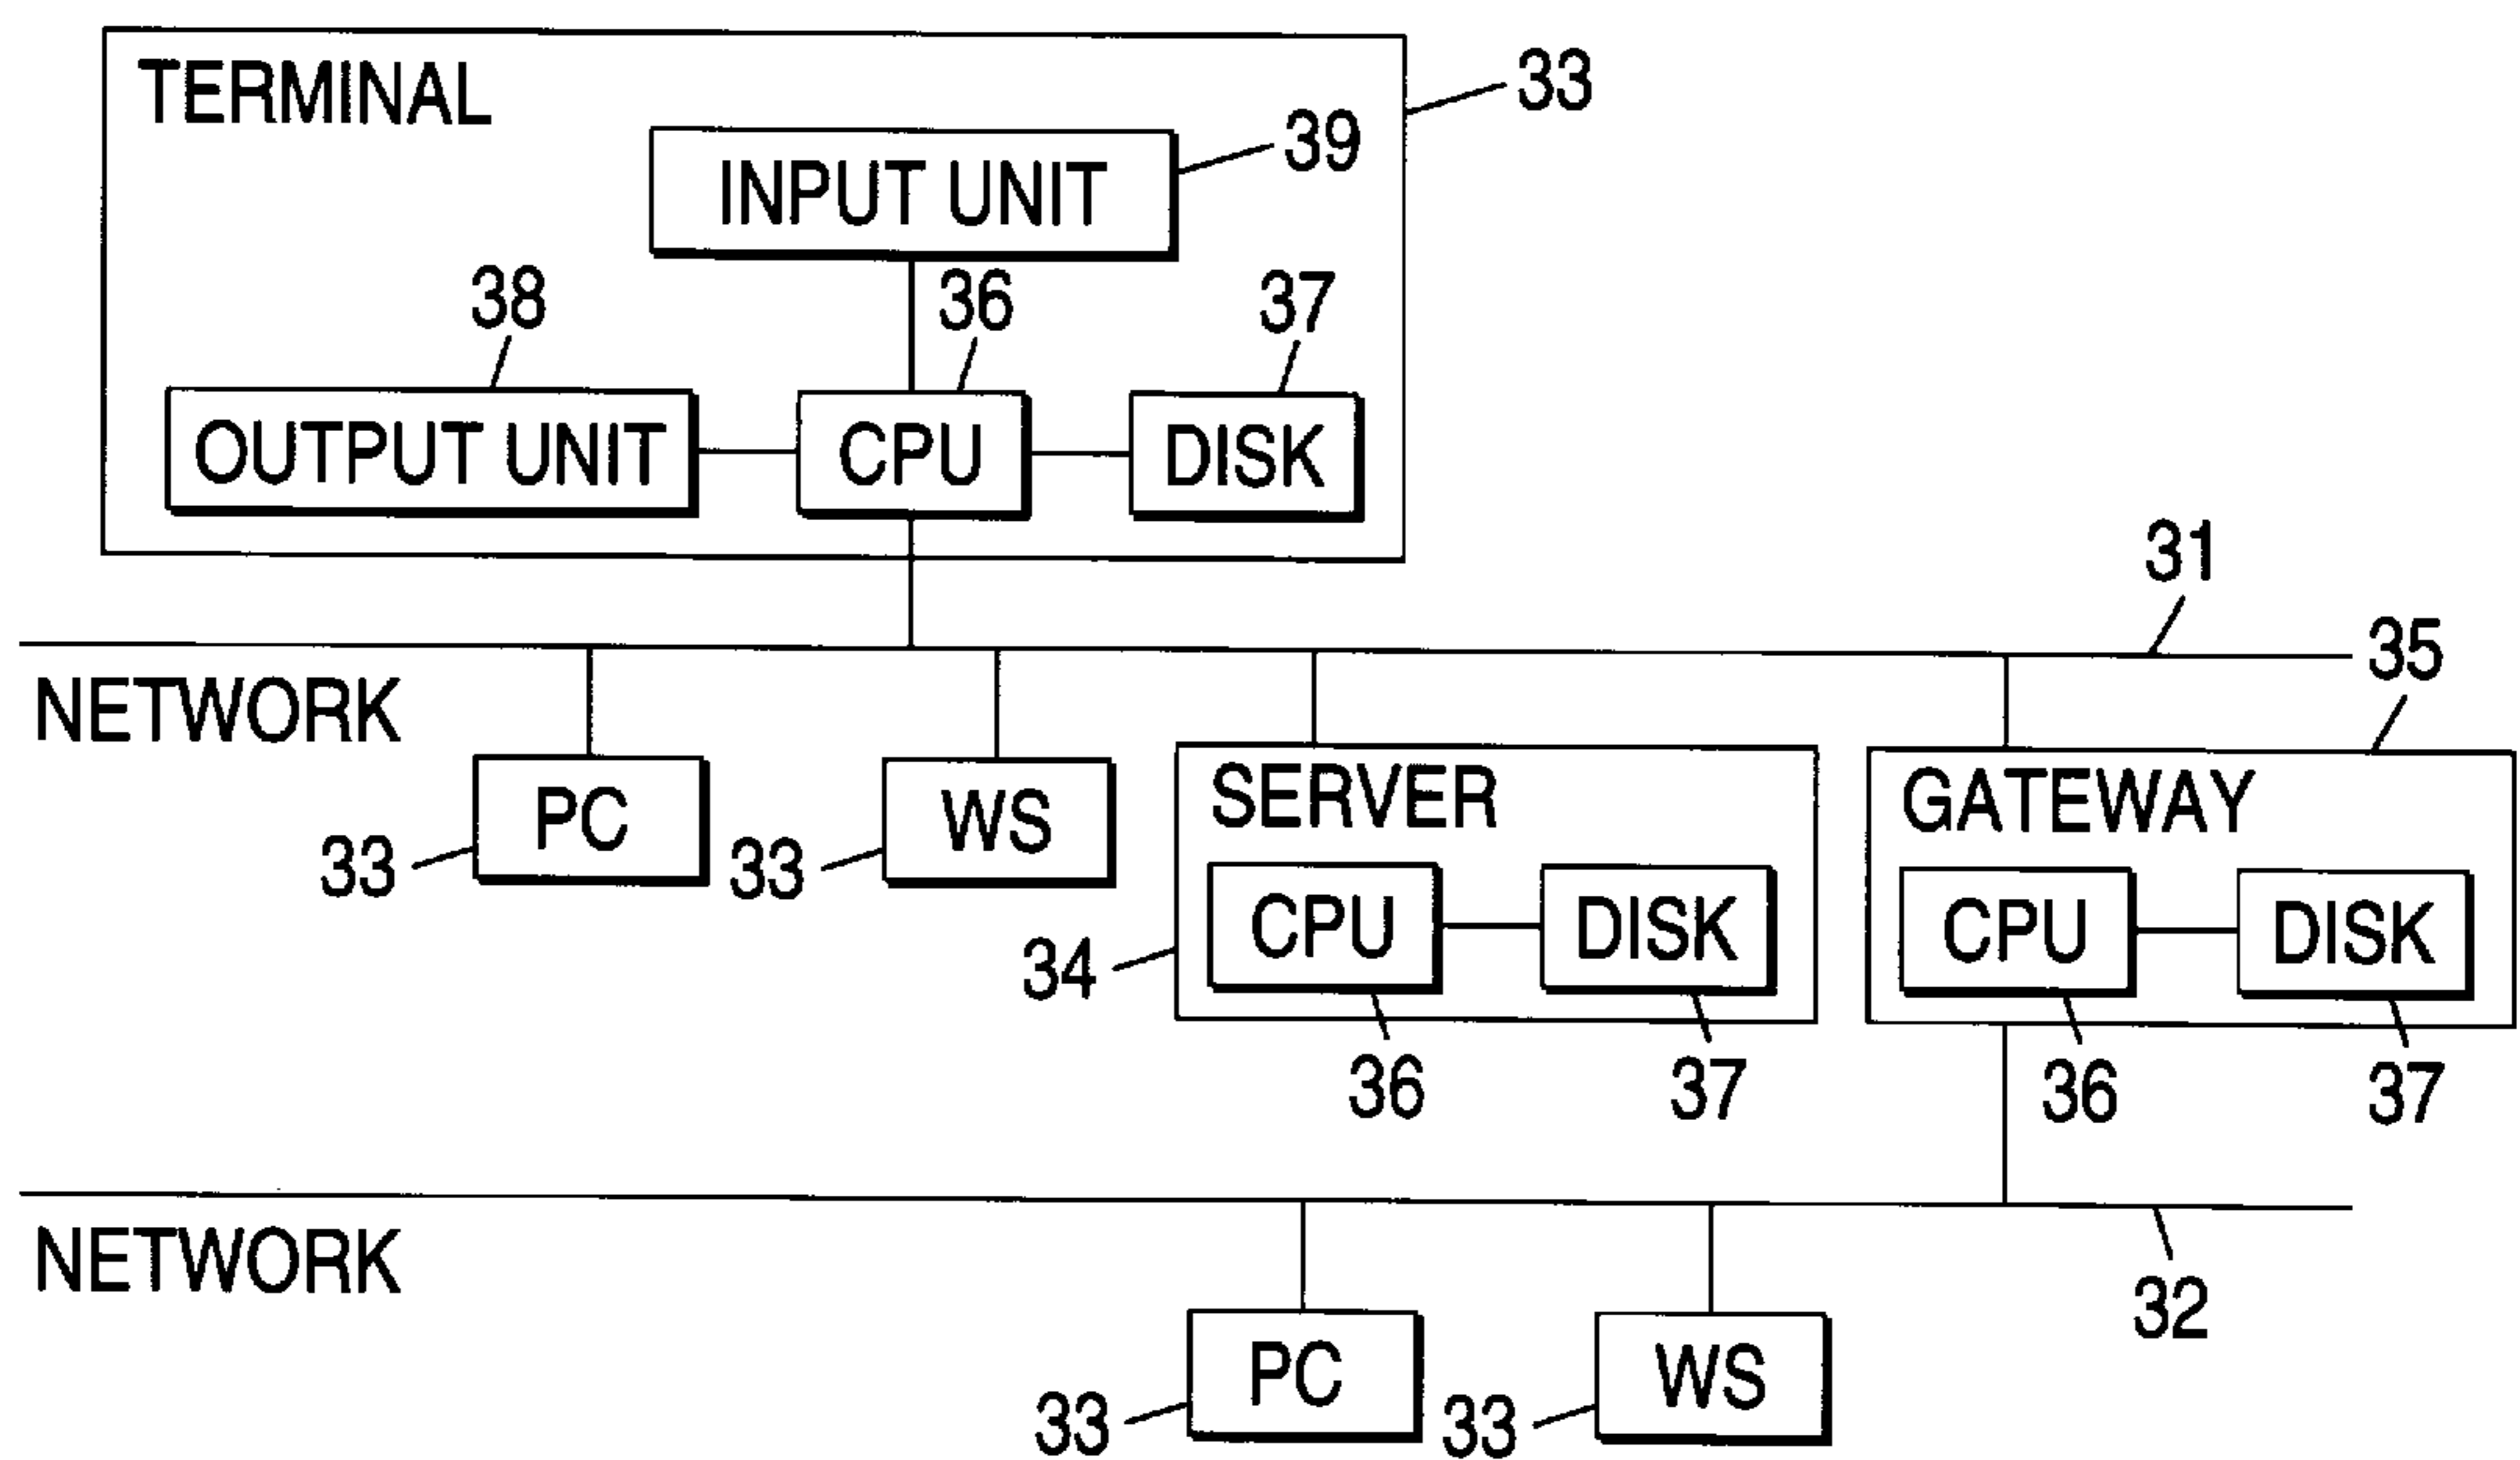 TERMINAL
33
39
INPUT UNIT
38
36
37
OUTPUT UNIT
CPU
DISK
31
35
NETWORK
PC
33
WS
33
SERVER
CPU
DISK
34
36
37
GATEWAY
CPU
DISK
36
37
NETWORK
32
PC
33
WS
33